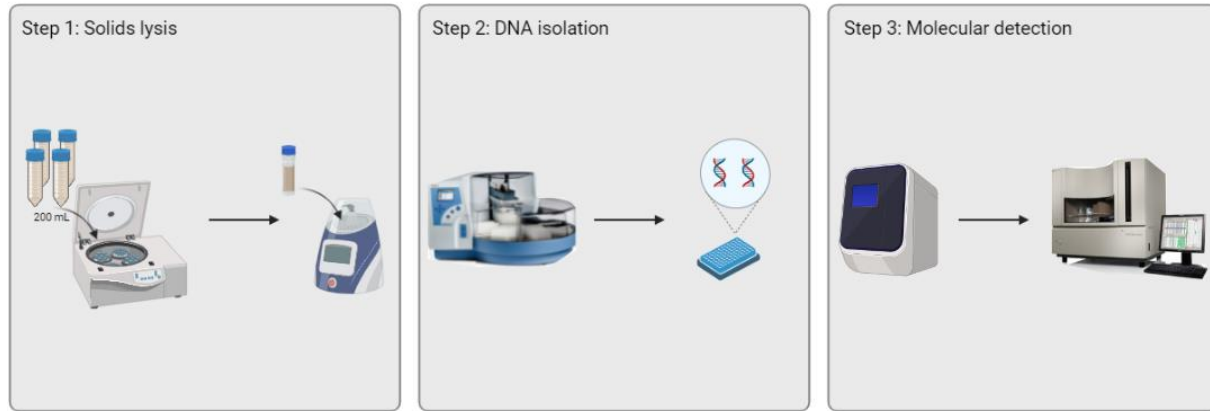 Step 1: Solids lysis
200 mL
Step 2: DNA isolation
Step 3: Molecular detection